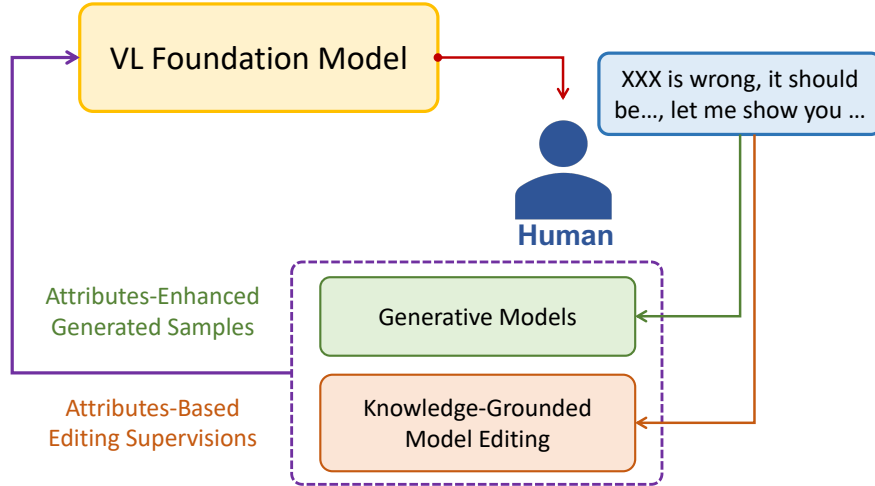 VL Foundation Model
XXX is wrong, it should
be…, let me show you …
Human
Attributes-Enhanced
Generated Samples
Generative Models
Attributes-Based
Editing Supervisions
Knowledge-Grounded
Model Editing